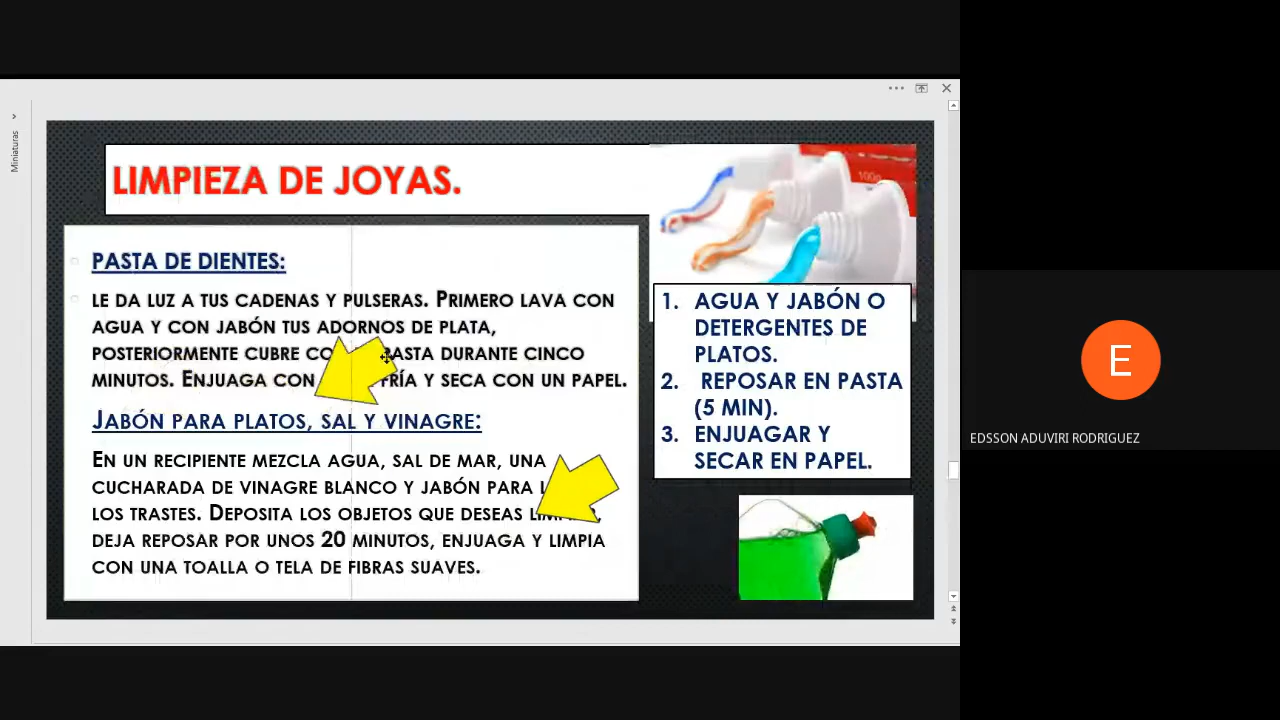 Miniaturas
LIMPIEZA DE JOYAS.
100g
PASTA DE DIENTES:
LE DA LUZ A TUS CADENAS Y PULSERAS. PRIMERO LAVA CON
AGUA Y CON JABÓN TUS ADORNOS DE PLATA,
POSTERIORMENTE CUBRE PASTA DURANTE CINCO
MINUTOS. ENJUAGA CON FRÍA Y SECA CON UN PAPEL.
JABÓN PARA PLATOS, SAL Y VINAGRE:
EN UN RECIPIENTE MEZCLA AGUA, SAL DE MAR, UNA
CUCHARADA DE VINAGRE BLANCO Y JABÓN PARA
LOS TRASTES. DEPOSITA LOS OBJETOS QUE DESEAS
DEJA REPOSAR POR UNOS 20 MINUTOS, ENJUAGA Y LIMPIA
CON UNA TOALLA O TELA DE FIBRAS SUAVES.
1. AGUA Y JABÓN O
DETERGENTES DE
PLATOS.
2. REPOSAR EN PASTA
(5 MIN).
3. ENJUAGAR Y
SECAR EN PAPEL.
E
EDSSON ADUVIRI RODRIGUEZ